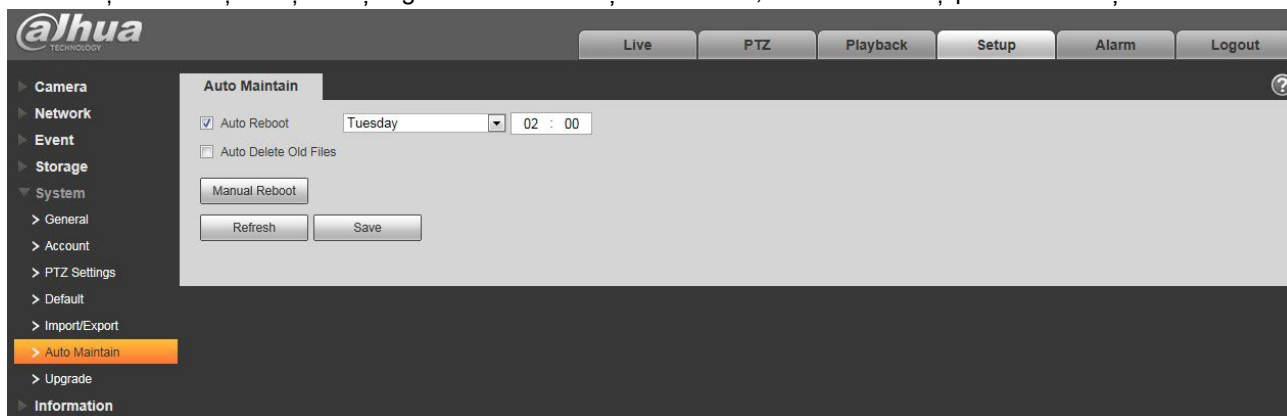 alhua
TECHNOLOGY
Live PTZ Playback Setup Alarm Logout
Camera
Network
Event
Storage
System
> General
> Account
> PTZ Settings
> Default
> Import/Export
> Auto Maintain
> Upgrade
Information
Auto Maintain
?
Auto Reboot Tuesday 02 : 00
Auto Delete Old Files
Manual Reboot
Refresh Save